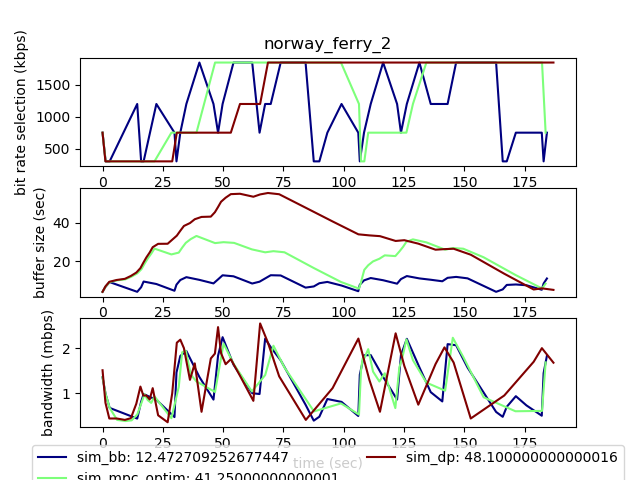 norway_ferry_2
bit rate selection (kbps)
1500
1000
500
0 25 50 75 100 125 150 175
buffer size (sec)
40
20
0 25 50 75 100 125 150 175
bandwidth (mbps)
2
1
0 25 50 75 100 125 150 175
time (sec)
sim_bb: 12.472709252677447
sim_dp: 48.100000000000016
sim_mpc_optim: 41.25000000000001